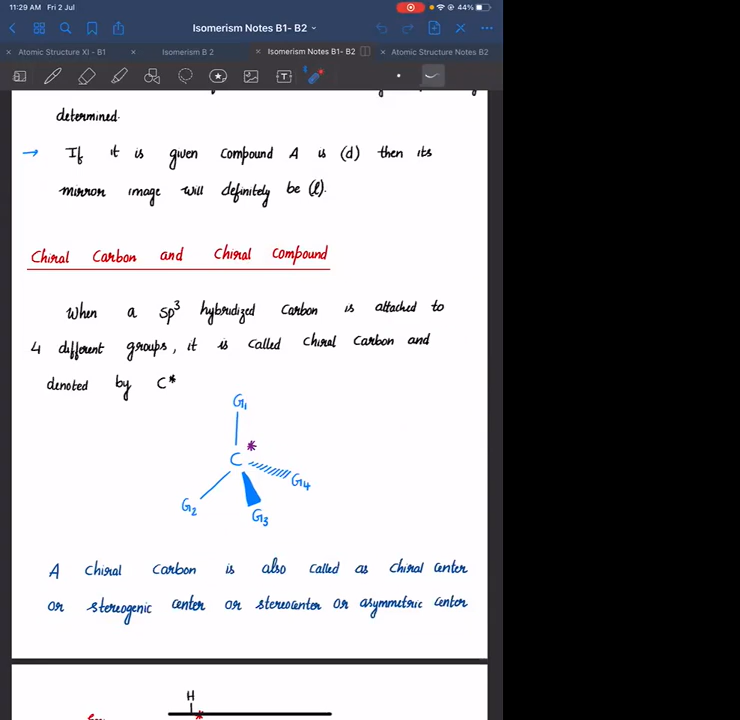 11:29 AM Fri 2 Jul
44%
Isomerism Notes B1- B2
Atomic Structure XI - B1
Isomerism B 2
Isomerism Notes B1- B2
Atomic Structure Notes B2
determined.
→ If it is given compound A is (d) then its
mirror image will definitely be (l).
Chiral Carbon and Chiral Compound
When a sp³ hybridized carbon is attached to
4 different groups, it is called chiral carbon and
denoted by C*
G1
*
C
G4
G2
G3
A chiral carbon is also called as chiral center
or stereogenic center or stereocenter or asymmetric center
H
*